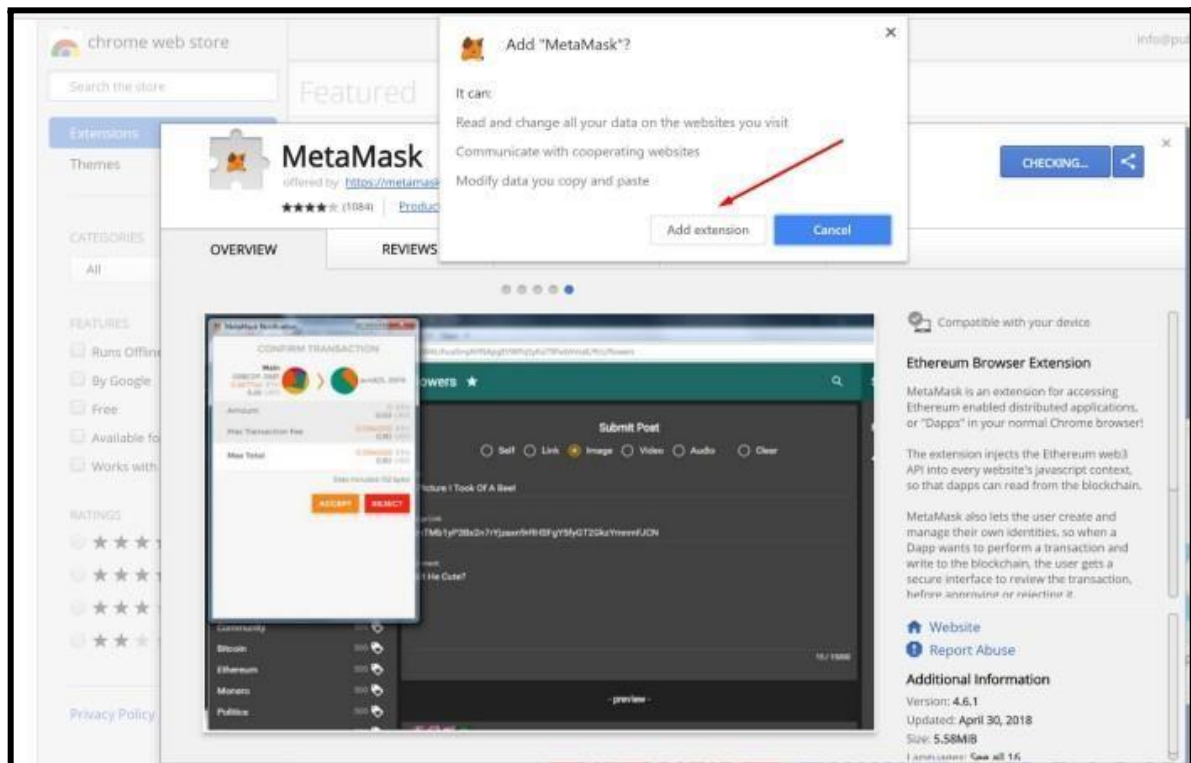 chrome web store
info@pu
Search the store
Featured
Extensions
Themes
CATEGORIES
All
FEATURES
Runs Offline
By Google
Free
Available fo
Works with
RATINGS
Privacy Policy
Add "MetaMask"?
It can:
Read and change all your data on the websites you visit
Communicate with cooperating websites
Modify data you copy and paste
Add extension
Cancel
MetaMask
offered by https://metamask
(1084)
Produc
CHECKING...
OVERVIEW
REVIEWS
MetaMask Notification
CONFIRM TRANSACTION
Main
Amount
Max Transaction Fee
Max Total
ACCEPT
REJECT
owers
Submit Post
Self Link Image Video Audio Clear
Picture I Took Of A Bee!
t He Cute?
Community
Bitcoin
Ethereum
Monero
Politics
- preview -
Compatible with your device
Ethereum Browser Extension
MetaMask is an extension for accessing
Ethereum enabled distributed applications,
or "Dapps" in your normal Chrome browser!
The extension injects the Ethereum web3
API into every website's javascript context,
so that dapps can read from the blockchain.
MetaMask also lets the user create and
manage their own identities, so when a
Dapp wants to perform a transaction and
write to the blockchain, the user gets a
secure interface to review the transaction,
before approving or rejecting it.
Website
Report Abuse
Additional Information
Version: 4.6.1
Updated: April 30, 2018
Size: 5.58MiB
Languages: See all 16